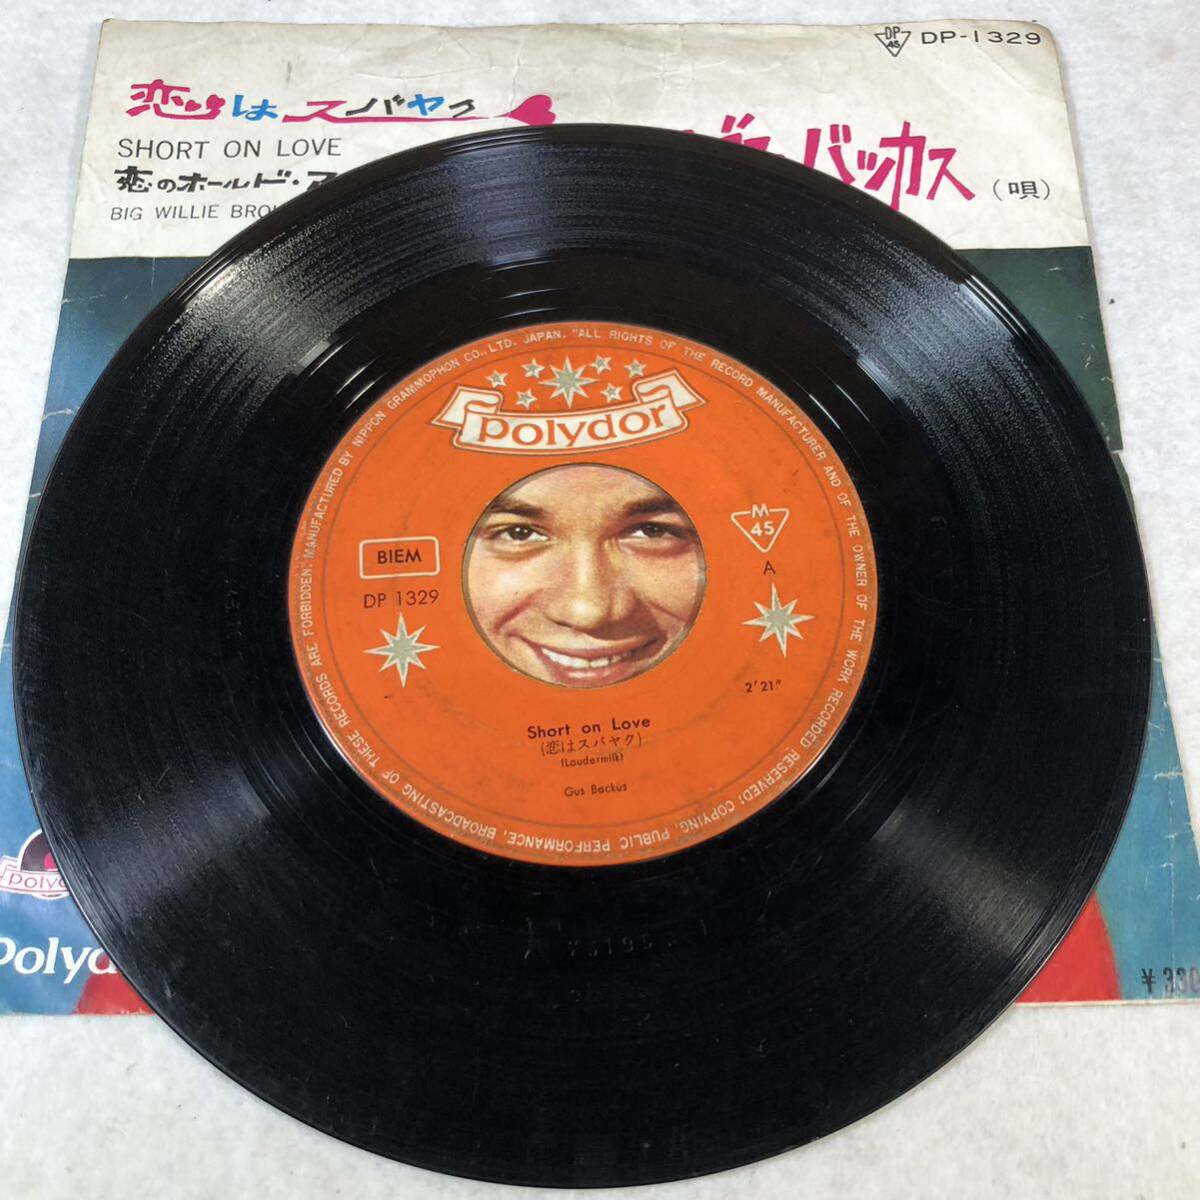 DP
45
DP-1329
恋はスバヤク
SHORT ON LOVE
恋のホールド・ア
BIG WILLIE BRO
バッカス
(唄)
MANUFACTURED BY NIPPON GRAMMOPHON CO., LTD. JAPAN. "ALL RIGHTS OF THE RECORD MANUFACTURER AND OF THE OWNER OF THE WORK RECORDED RESERVED! COPYING, PUBLIC PERFORMANCE, BROADCASTING OF THESE RECORDS ARE FORBIDDEN."
polydor
BIEM
DP 1329
M
45
A
2'21"
Short on Love
(恋はスバヤク)
(Loudermilk)
Gus Backus
polyd
Polyd
¥330